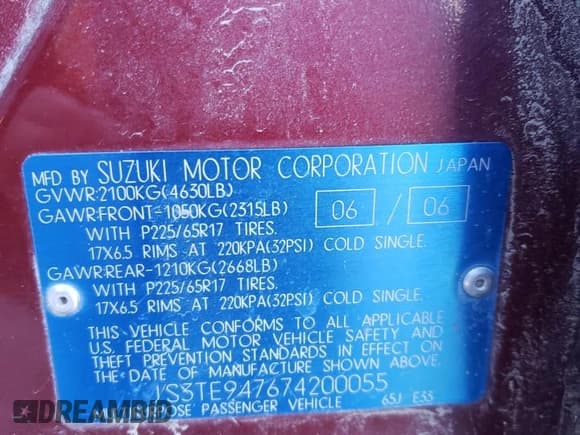 MFD BY SUZUKI MOTOR CORPORATION JAPAN
GVWR:2100KG(4630LB)
GAWR:FRONT-1050KG(2315LB) 06 / 06
WITH P225/65R17 TIRES.
17X6.5 RIMS AT 220KPA(32PSI) COLD SINGLE.
GAWR:REAR-1210KG(2668LB)
WITH P225/65R17 TIRES.
17X6.5 RIMS AT 220KPA(32PSI) COLD SINGLE.
THIS VEHICLE CONFORMS TO ALL APPLICABLE
U.S. FEDERAL MOTOR VEHICLE SAFETY AND
THEFT PREVENTION STANDARDS IN EFFECT ON
THE DATE OF MANUFACTURE SHOWN ABOVE.
JS3TE947674200055
PURPOSE PASSENGER VEHICLE 65J E33
DREAMBID